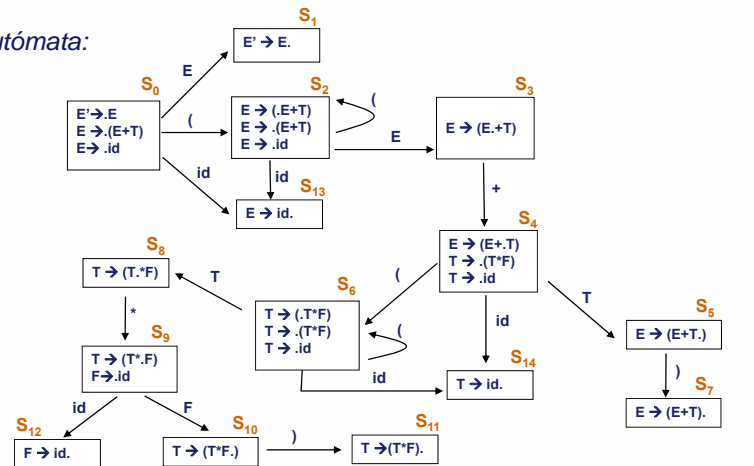 utómata:
S1
E' → E.
E
S0
E'→.E
E →.(E+T)
E→ .id
(
id
S2
E → (.E+T)
E → .(E+T)
E → .id
(
E
id
S13
E → id.
S3
E → (E.+T)
+
S4
E → (E+.T)
T → .(T*F)
T → .id
(
id
T
S5
E → (E+T.)
)
S7
E → (E+T).
S14
T → id.
S6
T → (.T*F)
T → .(T*F)
T → .id
(
id
T
S8
T → (T.*F)
*
S9
T → (T*.F)
F→.id
id
F
S12
F → id.
S10
T → (T*F.)
)
S11
T →(T*F).